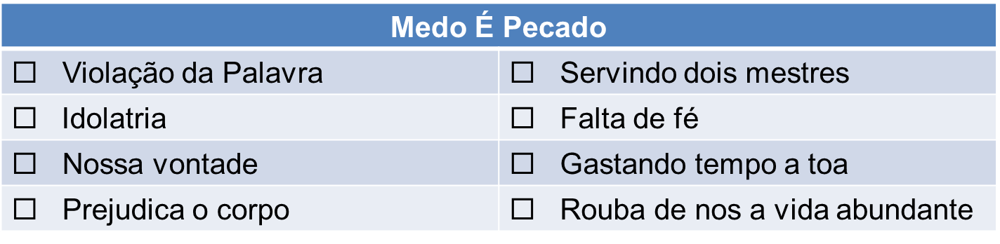 Medo É Pecado
☐ Violação da Palavra
☐ Servindo dois mestres
☐ Idolatria
☐ Falta de fé
☐ Nossa vontade
☐ Gastando tempo a toa
☐ Prejudica o corpo
☐ Rouba de nos a vida abundante